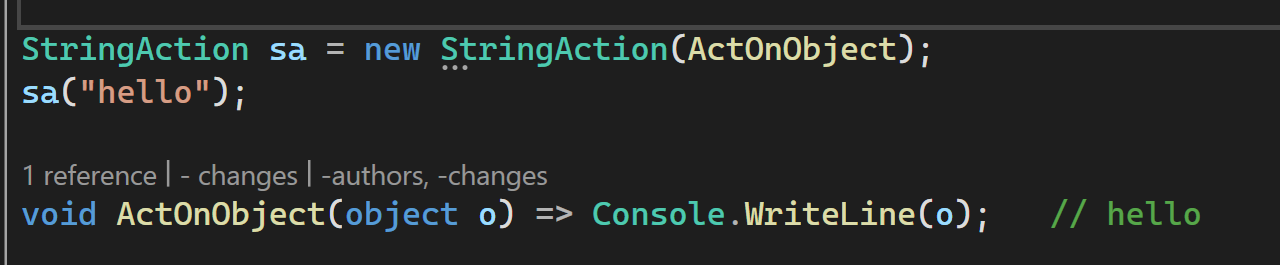 StringAction sa = new StringAction(ActOnObject);
sa("hello");
1 reference | - changes | -authors, -changes
void ActOnObject(object o) => Console.WriteLine(o);   // hello